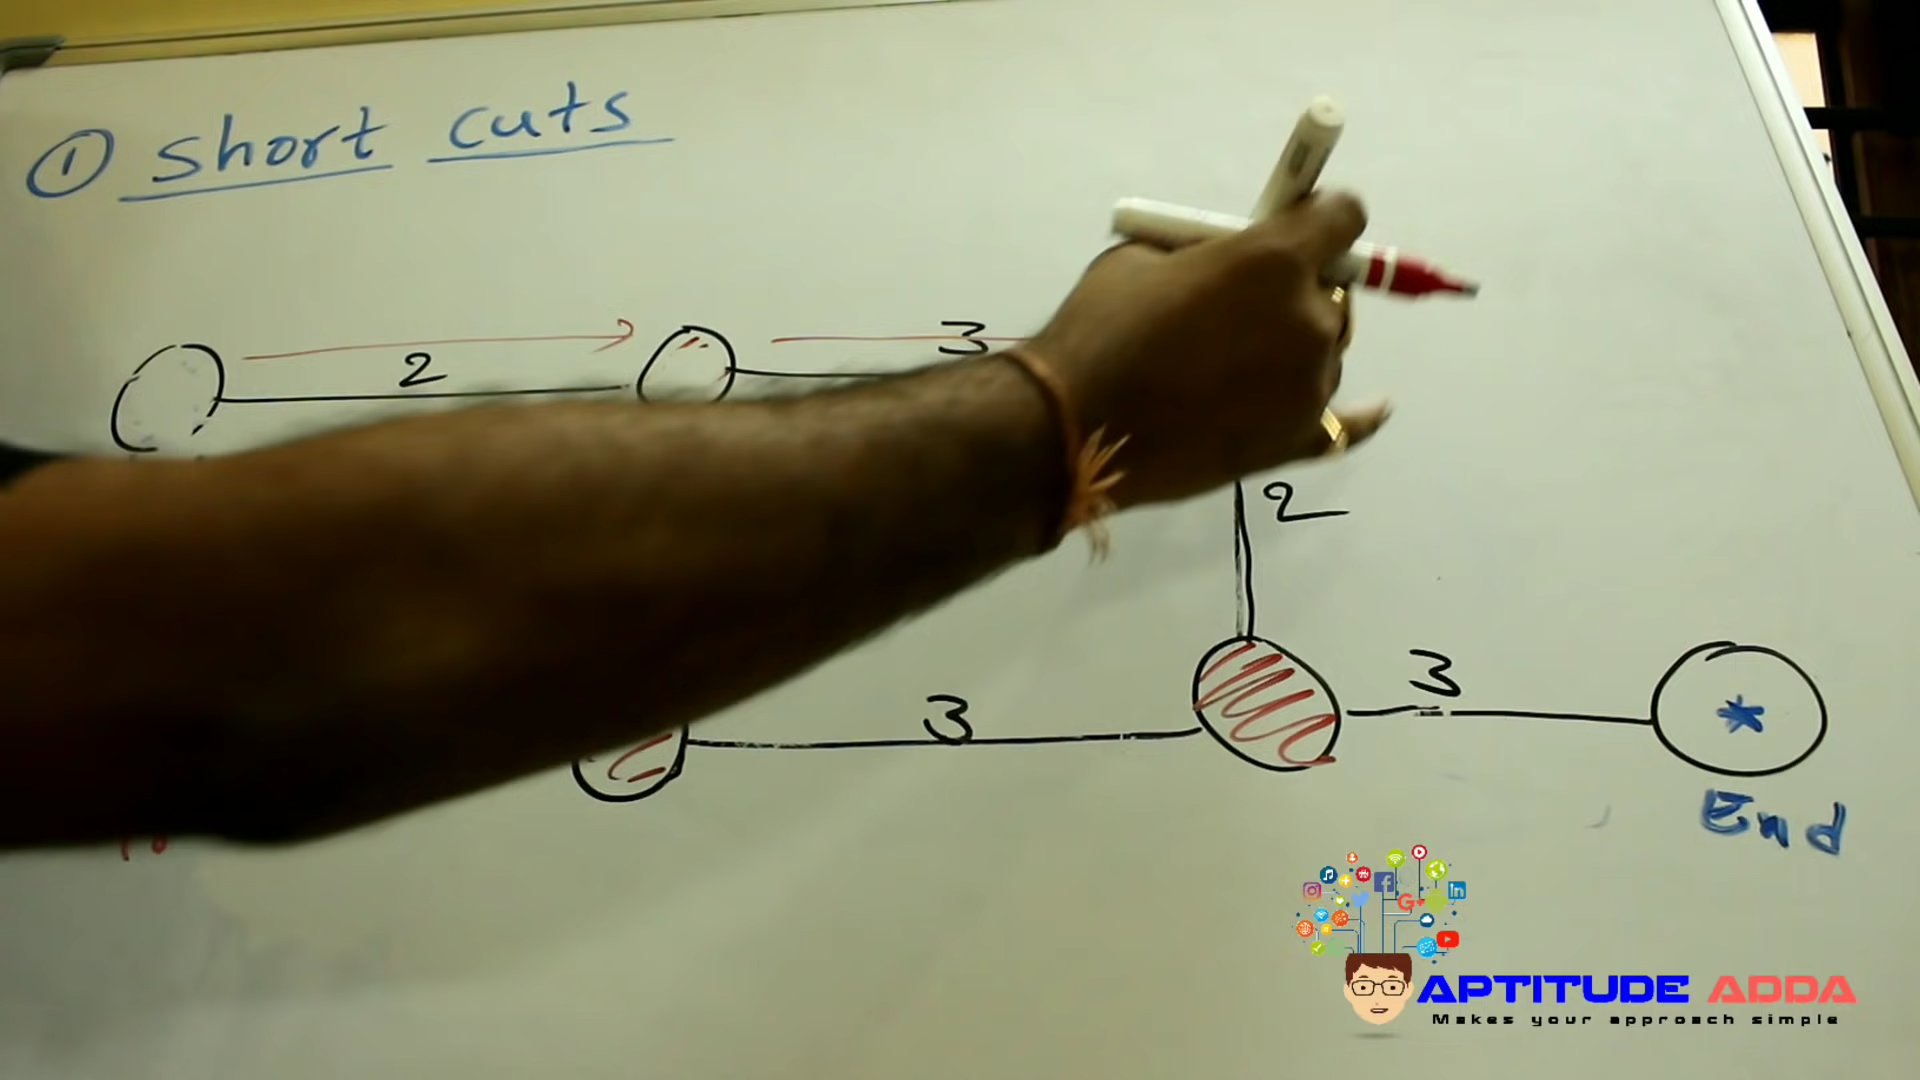 ① short cuts
2
3
2
3
3
End
APTITUDE ADDA
Makes your approach simple